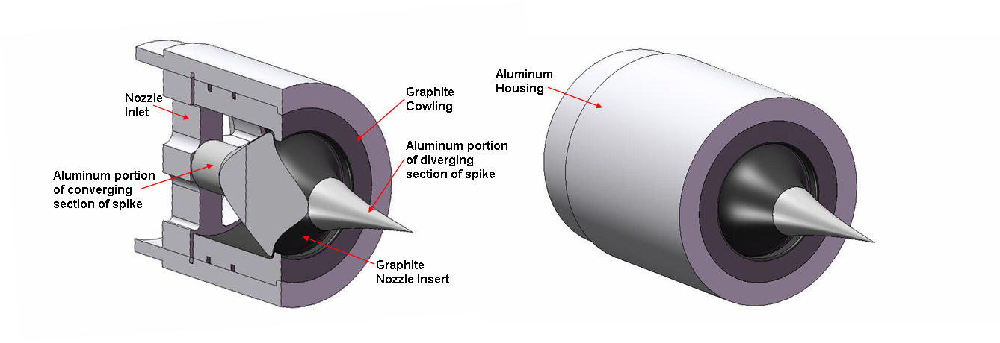 Nozzle
Inlet
Aluminum portion
of converging
section of spike
Graphite
Cowling
Aluminum portion
of diverging
section of spike
Graphite
Nozzle Insert
Aluminum
Housing